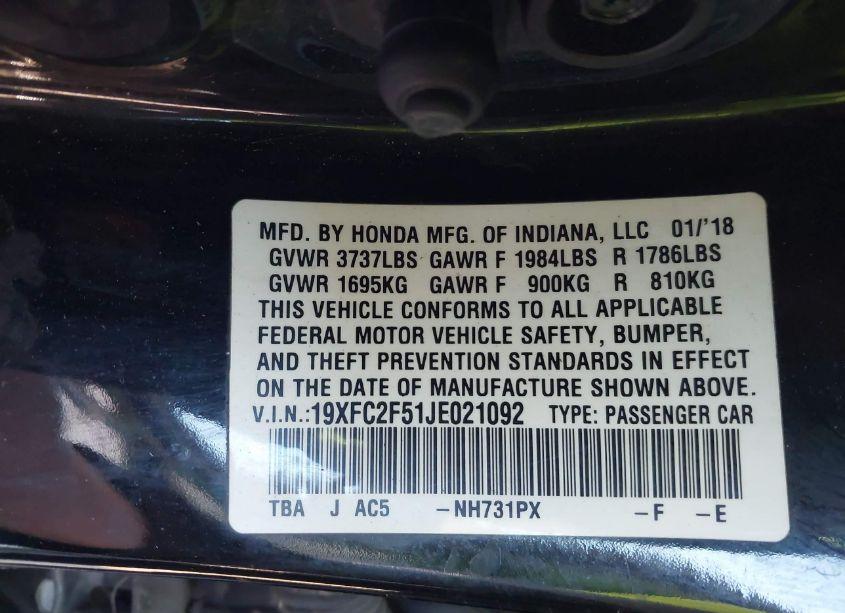 MFD. BY HONDA MFG. OF INDIANA, LLC 01/'18
GVWR 3737LBS GAWR F 1984LBS R 1786LBS
GVWR 1695KG GAWR F 900KG R 810KG
THIS VEHICLE CONFORMS TO ALL APPLICABLE
FEDERAL MOTOR VEHICLE SAFETY, BUMPER,
AND THEFT PREVENTION STANDARDS IN EFFECT
ON THE DATE OF MANUFACTURE SHOWN ABOVE.
V.I.N.:19XFC2F51JE021092 TYPE: PASSENGER CAR
TBA J AC5 -NH731PX -F -E